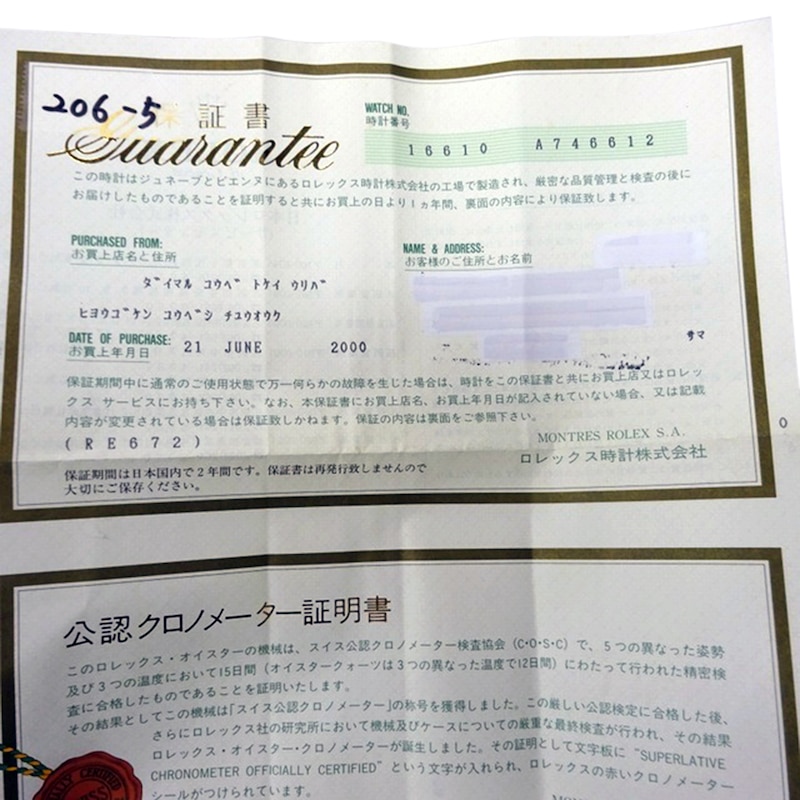 206-5
保証書
Guarantee
WATCH NO.
時計番号
16610 A746612
この時計はジュネーブとビエンヌにあるロレックス時計株式会社の工場で製造され、厳密な品質管理と検査の後に
お届けしたものであることを証明すると共にお買上の日より1ヵ年間、裏面の内容により保証致します。
PURCHASED FROM:
お買上店名と住所
ダイマル コウベ トケイ ウリバ
ヒヨウゴケン コウベシ チユウオウク
NAME & ADDRESS:
お客様のご住所とお名前
サマ
DATE OF PURCHASE:
お買上年月日
21 JUNE 2000
保証期間中に通常のご使用状態で万一何らかの故障を生じた場合は、時計をこの保証書と共にお買上店又はロレッ
クス サービスにお持ち下さい。なお、本保証書にお買上店名、お買上年月日が記入されていない場合、又は記載
内容が変更されている場合は保証致しかねます。保証の内容は裏面をご参照下さい。
(RE672)
MONTRES ROLEX S.A.
ロレックス時計株式会社
保証期間は日本国内で2年間です。保証書は再発行致しませんので
大切にご保存ください。
公認クロノメーター証明書
このロレックス・オイスターの機械は、スイス公認クロノメーター検査協会(C・O・S・C)で、5つの異なった姿勢
及び3つの温度において15日間(オイスタークォーツは3つの異なった温度で12日間)にわたって行われた精密検
査に合格したものであることを証明いたします。
その結果としてこの機械は「スイス公認クロノメーター」の称号を獲得しました。この厳しい公認検定に合格した後、
さらにロレックス社の研究所において機械及びケースについての厳重な最終検査が行われ、その結果
ロレックス・オイスター・クロノメーターが誕生しました。その証明として文字板に "SUPERLATIVE
CHRONOMETER OFFICIALLY CERTIFIED" という文字が入れられ、ロレックスの赤いクロノメーター
シールがつけられています。